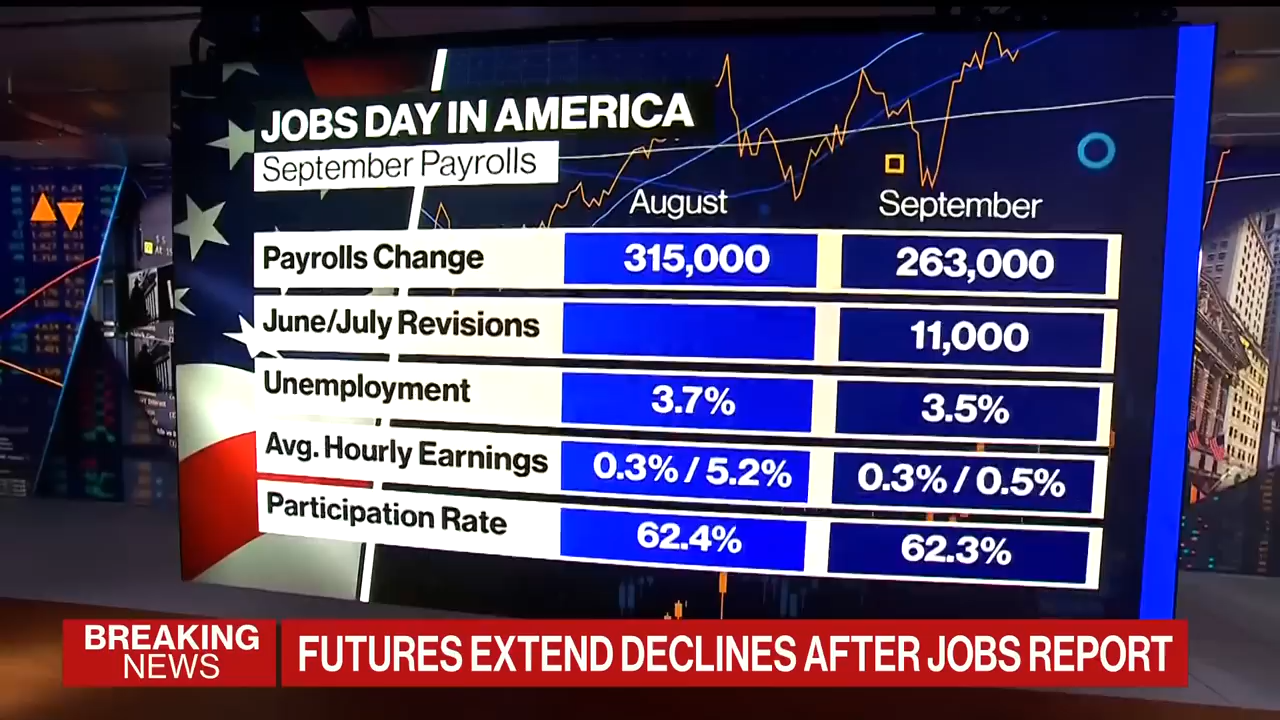 JOBS DAY IN AMERICA
September Payrolls
August September
Payrolls Change 315,000 263,000
June/July Revisions 11,000
Unemployment 3.7% 3.5%
Avg. Hourly Earnings 0.3% / 5.2% 0.3% / 0.5%
Participation Rate 62.4% 62.3%
BREAKING
NEWS
FUTURES EXTEND DECLINES AFTER JOBS REPORT